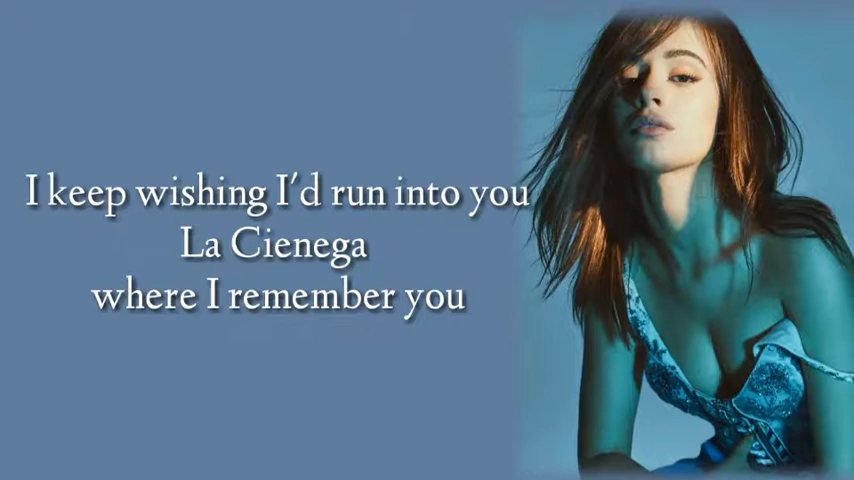 I keep wishing I'd run into you
La Cienega
where I remember you